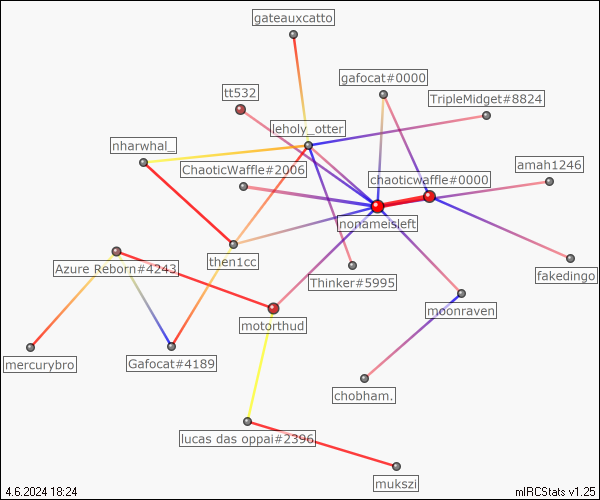 gateauxcatto
gafocat#0000
tt532
TripleMidget#8824
leholy_otter
nharwhal_
ChaoticWaffle#2006
amah1246
chaoticwaffle#0000
nonameisleft
then1cc
Azure Reborn#4243
Thinker#5995
fakedingo
moonraven
motorthud
mercurybro
Gafocat#4189
chobham.
lucas das oppai#2396
mukszi
4.6.2024 18:24
mIRCStats v1.25